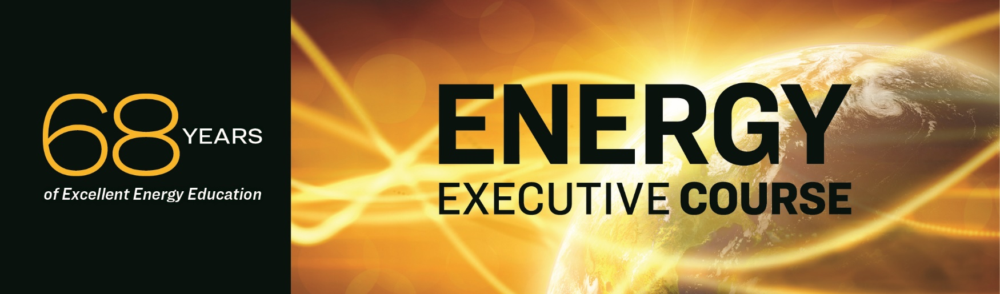 68 YEARS
of Excellent Energy Education
ENERGY
EXECUTIVE COURSE